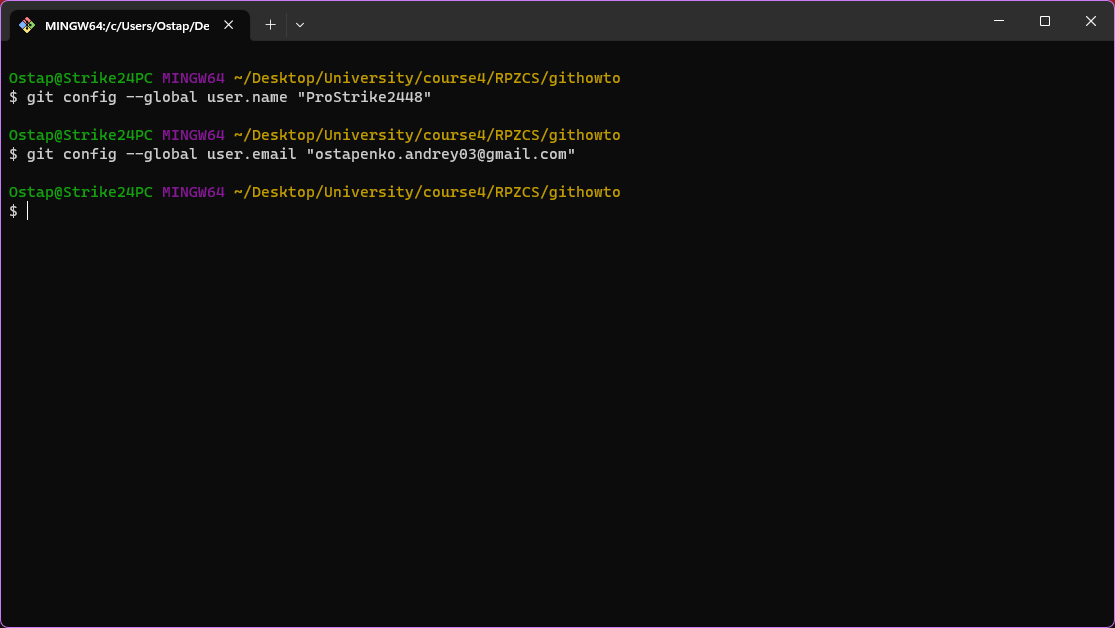 MINGW64:/c/Users/Ostap/De
Ostap@Strike24PC MINGW64 ~/Desktop/University/course4/RPZCS/githowto
$ git config --global user.name "ProStrike2448"
Ostap@Strike24PC MINGW64 ~/Desktop/University/course4/RPZCS/githowto
$ git config --global user.email "ostapenko.andrey03@gmail.com"
Ostap@Strike24PC MINGW64 ~/Desktop/University/course4/RPZCS/githowto
$